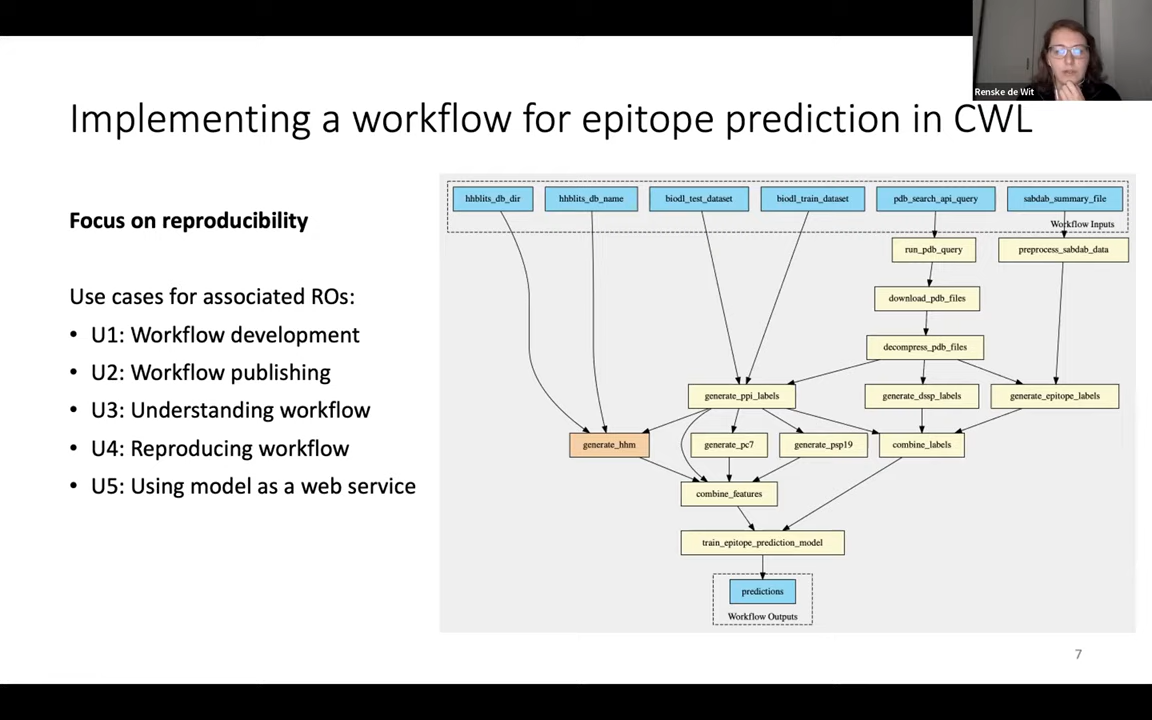 Renske de Wit
Implementing a workflow for epitope prediction in CWL
Focus on reproducibility
Use cases for associated ROs:
• U1: Workflow development
• U2: Workflow publishing
• U3: Understanding workflow
• U4: Reproducing workflow
• U5: Using model as a web service
hhblits_db_dir
hhblits_db_name
biodl_test_dataset
biodl_train_dataset
pdb_search_api_query
sabdab_summary_file
Workflow Inputs
run_pdb_query
preprocess_sabdab_data
download_pdb_files
decompress_pdb_files
generate_ppi_labels
generate_dssp_labels
generate_epitope_labels
generate_hhm
generate_pc7
generate_psp19
combine_labels
combine_features
train_epitope_prediction_model
predictions
Workflow Outputs
7